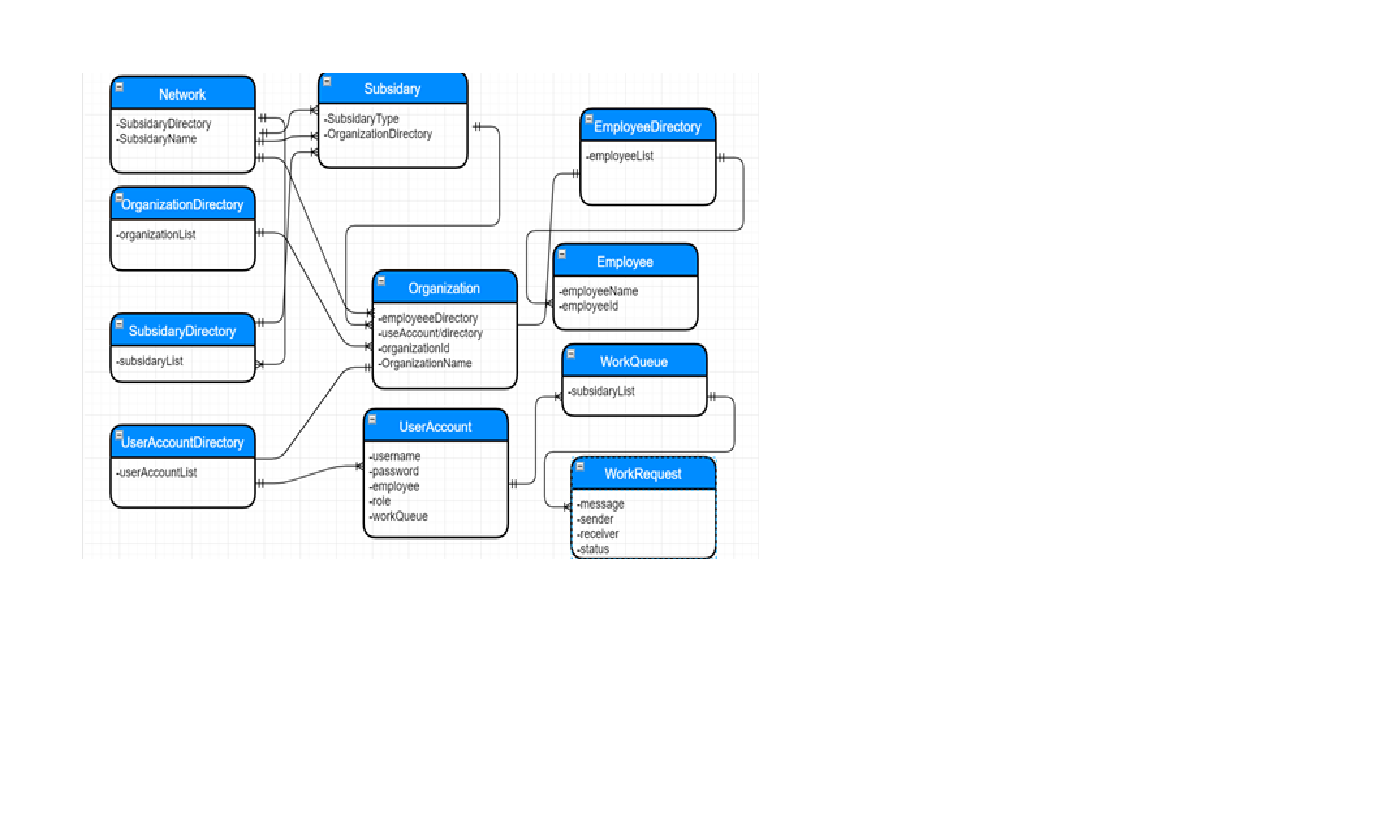 Network
-SubsidaryDirectory
-SubsidaryName
Subsidary
-SubsidaryType
-OrganizationDirectory
EmployeeDirectory
-employeeList
OrganizationDirectory
-organizationList
Employee
-employeeName
-employeeId
Organization
-employeeeDirectory
-useAccount/directory
-organizationId
-OrganizationName
SubsidaryDirectory
-subsidaryList
WorkQueue
-subsidaryList
UserAccountDirectory
-userAccountList
UserAccount
-username
-password
-employee
-role
-workQueue
WorkRequest
-message
-sender
-receiver
-status